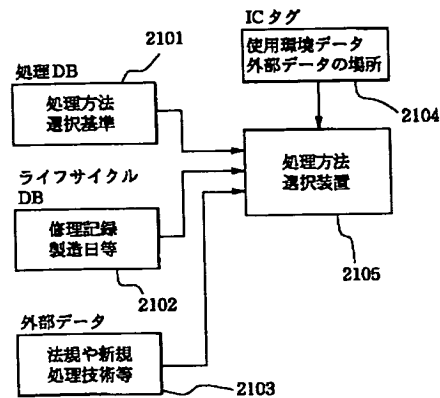 2101
処理DB
処理方法
選択基準
ICタグ
使用環境データ
外部データの場所
2104
ライフサイクル
DB
修理記録
製造日等
2102
処理方法
選択装置
2105
外部データ
法規や新規
処理技術等
2103